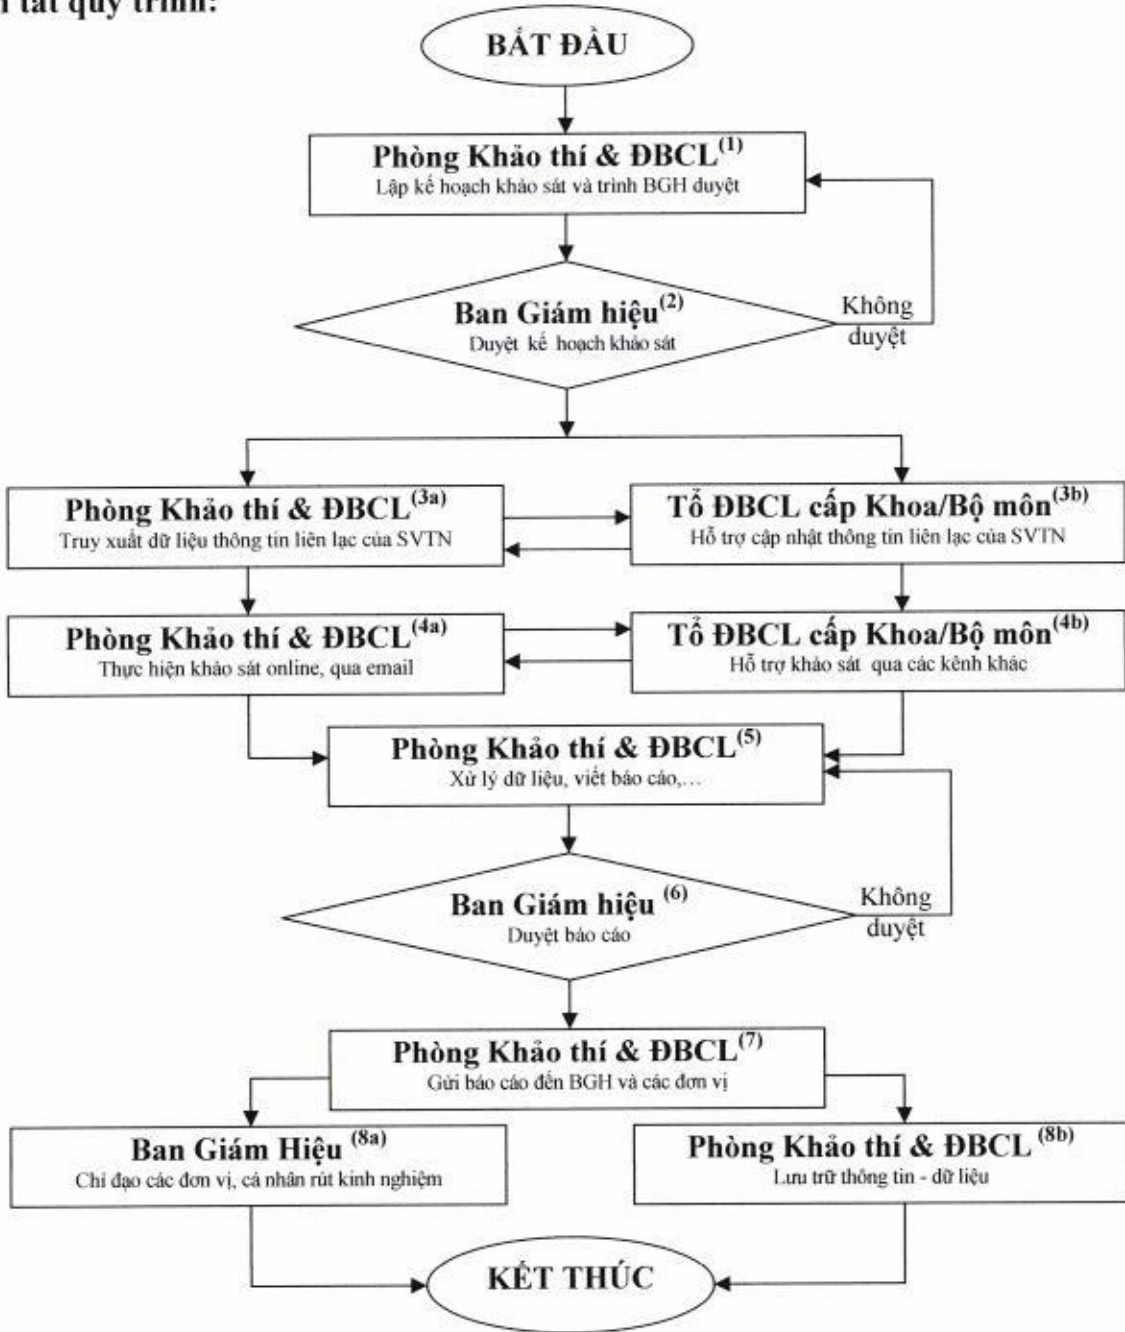 tắt quy trình:
BẮT ĐẦU
Phòng Khảo thí & ĐBCL(1)
Lập kế hoạch khảo sát và trình BGH duyệt
Ban Giám hiệu(2)
Duyệt kế hoạch khảo sát
Không
duyệt
Phòng Khảo thí & ĐBCL(3a)
Truy xuất dữ liệu thông tin liên lạc của SVTN
Tổ ĐBCL cấp Khoa/Bộ môn(3b)
Hỗ trợ cập nhật thông tin liên lạc của SVTN
Phòng Khảo thí & ĐBCL(4a)
Thực hiện khảo sát online, qua email
Tổ ĐBCL cấp Khoa/Bộ môn(4b)
Hỗ trợ khảo sát qua các kênh khác
Phòng Khảo thí & ĐBCL(5)
Xử lý dữ liệu, viết báo cáo,...
Ban Giám hiệu (6)
Duyệt báo cáo
Không
duyệt
Phòng Khảo thí & ĐBCL(7)
Gửi báo cáo đến BGH và các đơn vị
Ban Giám Hiệu (8a)
Chỉ đạo các đơn vị, cá nhân rút kinh nghiệm
Phòng Khảo thí & ĐBCL (8b)
Lưu trữ thông tin - dữ liệu
KẾT THÚC